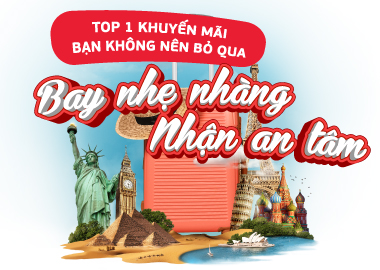 TOP 1 KHUYẾN MÃI
BẠN KHÔNG NÊN BỎ QUA
Bay nhẹ nhàng
Nhận an tâm